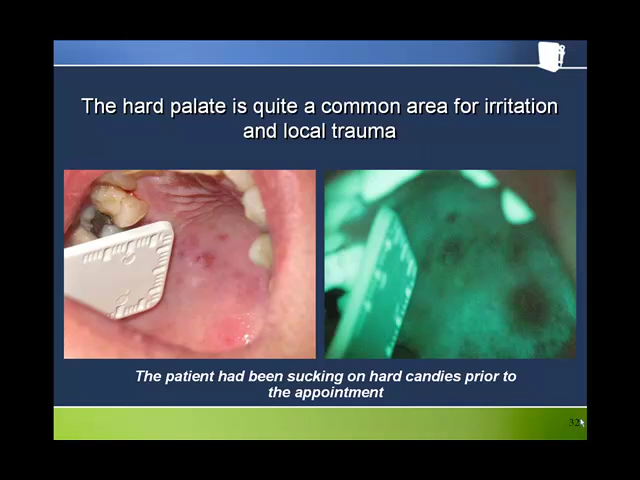 The hard palate is quite a common area for irritation
and local trauma
The patient had been sucking on hard candies prior to
the appointment
32